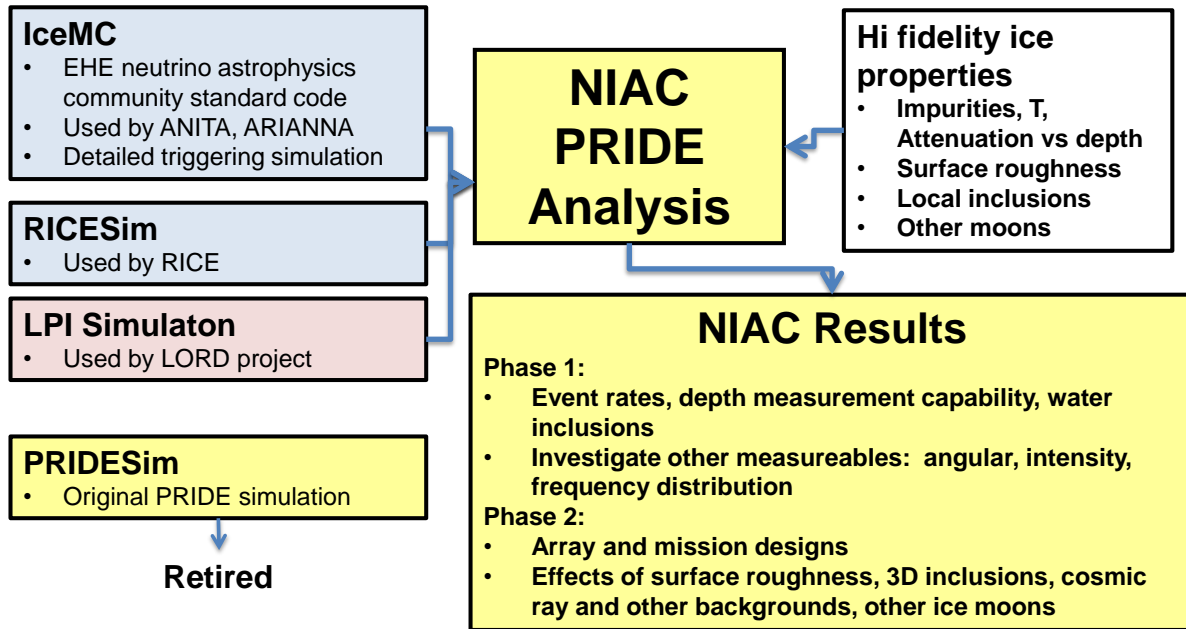 IceMC
• EHE neutrino astrophysics
community standard code
• Used by ANITA, ARIANNA
• Detailed triggering simulation
RICESim
• Used by RICE
LPI Simulaton
• Used by LORD project
PRIDESim
• Original PRIDE simulation
Retired
NIAC
PRIDE
Analysis
Hi fidelity ice
properties
• Impurities, T,
Attenuation vs depth
• Surface roughness
• Local inclusions
• Other moons
NIAC Results
Phase 1:
• Event rates, depth measurement capability, water
inclusions
• Investigate other measureables: angular, intensity,
frequency distribution
Phase 2:
• Array and mission designs
• Effects of surface roughness, 3D inclusions, cosmic
ray and other backgrounds, other ice moons